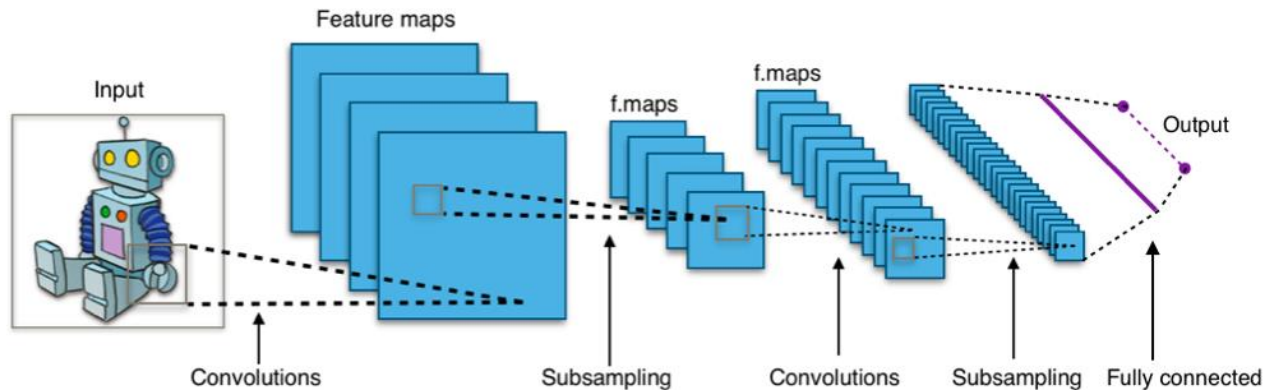 Feature maps
Input
f.maps
f.maps
Output
Convolutions
Subsampling
Convolutions
Subsampling
Fully connected